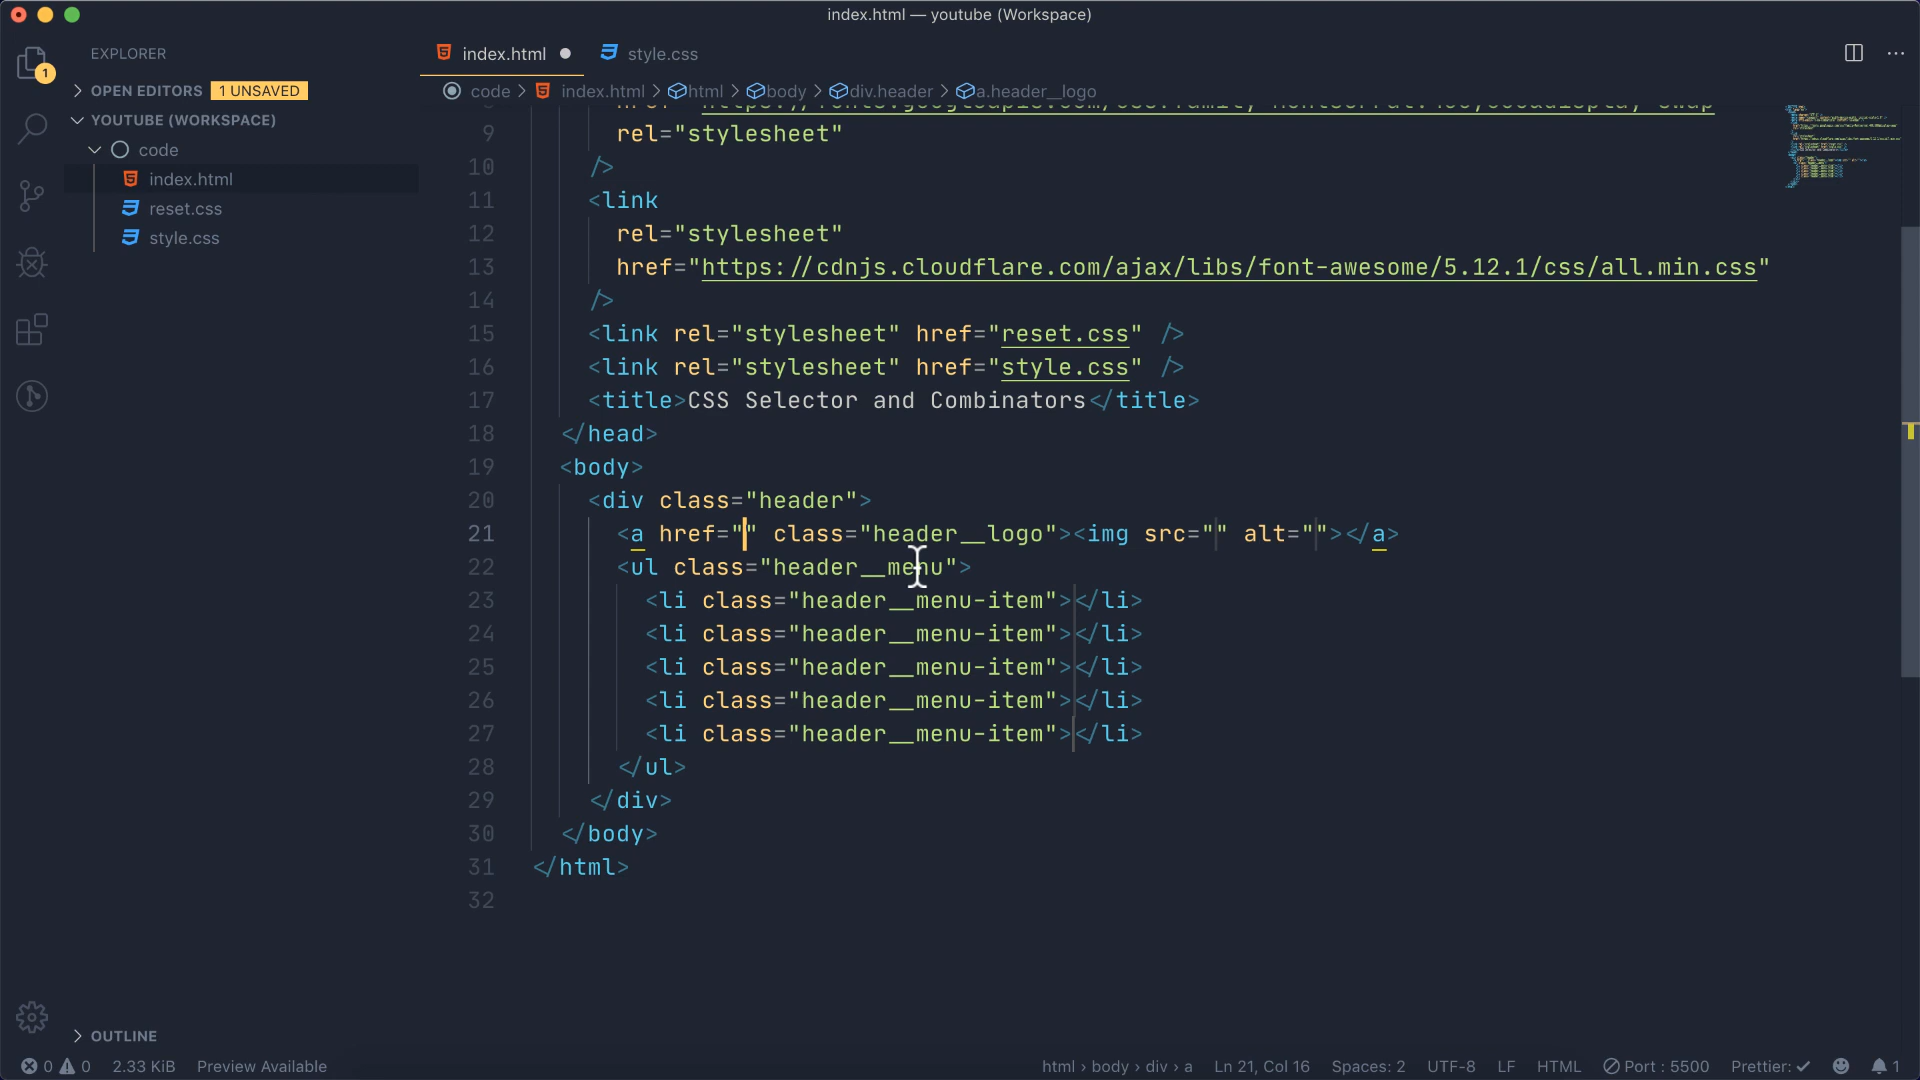 index.html — youtube (Workspace)
EXPLORER
index.html
style.css
1
OPEN EDITORS 1 UNSAVED
code > index.html > html > body > div.header > a.header__logo
YOUTUBE (WORKSPACE)
code
index.html
reset.css
style.css
9 rel="stylesheet"
10 />
11 <link
12 rel="stylesheet"
13 href="https://cdnjs.cloudflare.com/ajax/libs/font-awesome/5.12.1/css/all.min.css"
14 />
15 <link rel="stylesheet" href="reset.css" />
16 <link rel="stylesheet" href="style.css" />
17 <title>CSS Selector and Combinators</title>
18 </head>
19 <body>
20 <div class="header">
21 <a href="" class="header__logo"><img src="" alt=""></a>
22 <ul class="header__menu">
23 <li class="header__menu-item"></li>
24 <li class="header__menu-item"></li>
25 <li class="header__menu-item"></li>
26 <li class="header__menu-item"></li>
27 <li class="header__menu-item"></li>
28 </ul>
29 </div>
30 </body>
31 </html>
32
OUTLINE
0 0 2.33 KiB Preview Available
html › body › div › a Ln 21, Col 16 Spaces: 2 UTF-8 LF HTML Port : 5500 Prettier: ✓ 1